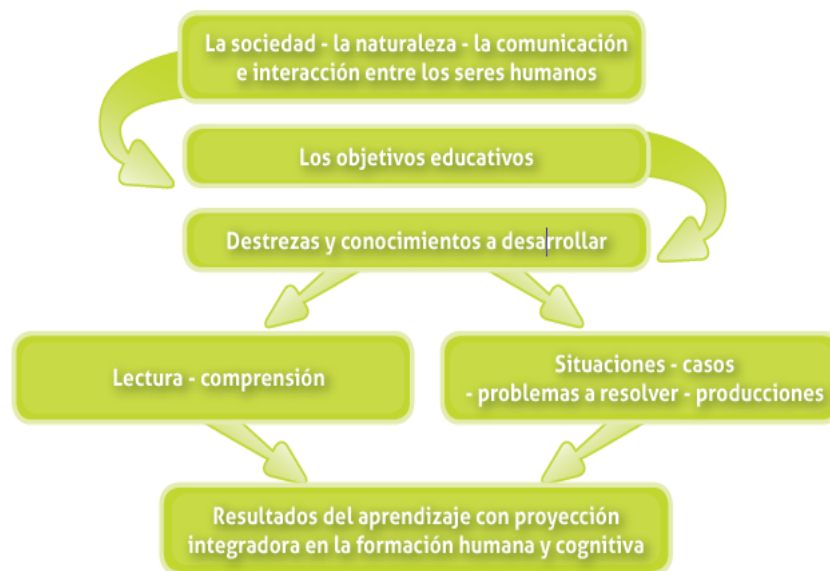 La sociedad - la naturaleza - la comunicación
e interacción entre los seres humanos
Los objetivos educativos
Destrezas y conocimientos a desarrollar
Lectura - comprensión
Situaciones - casos
- problemas a resolver - producciones
Resultados del aprendizaje con proyección
integradora en la formación humana y cognitiva